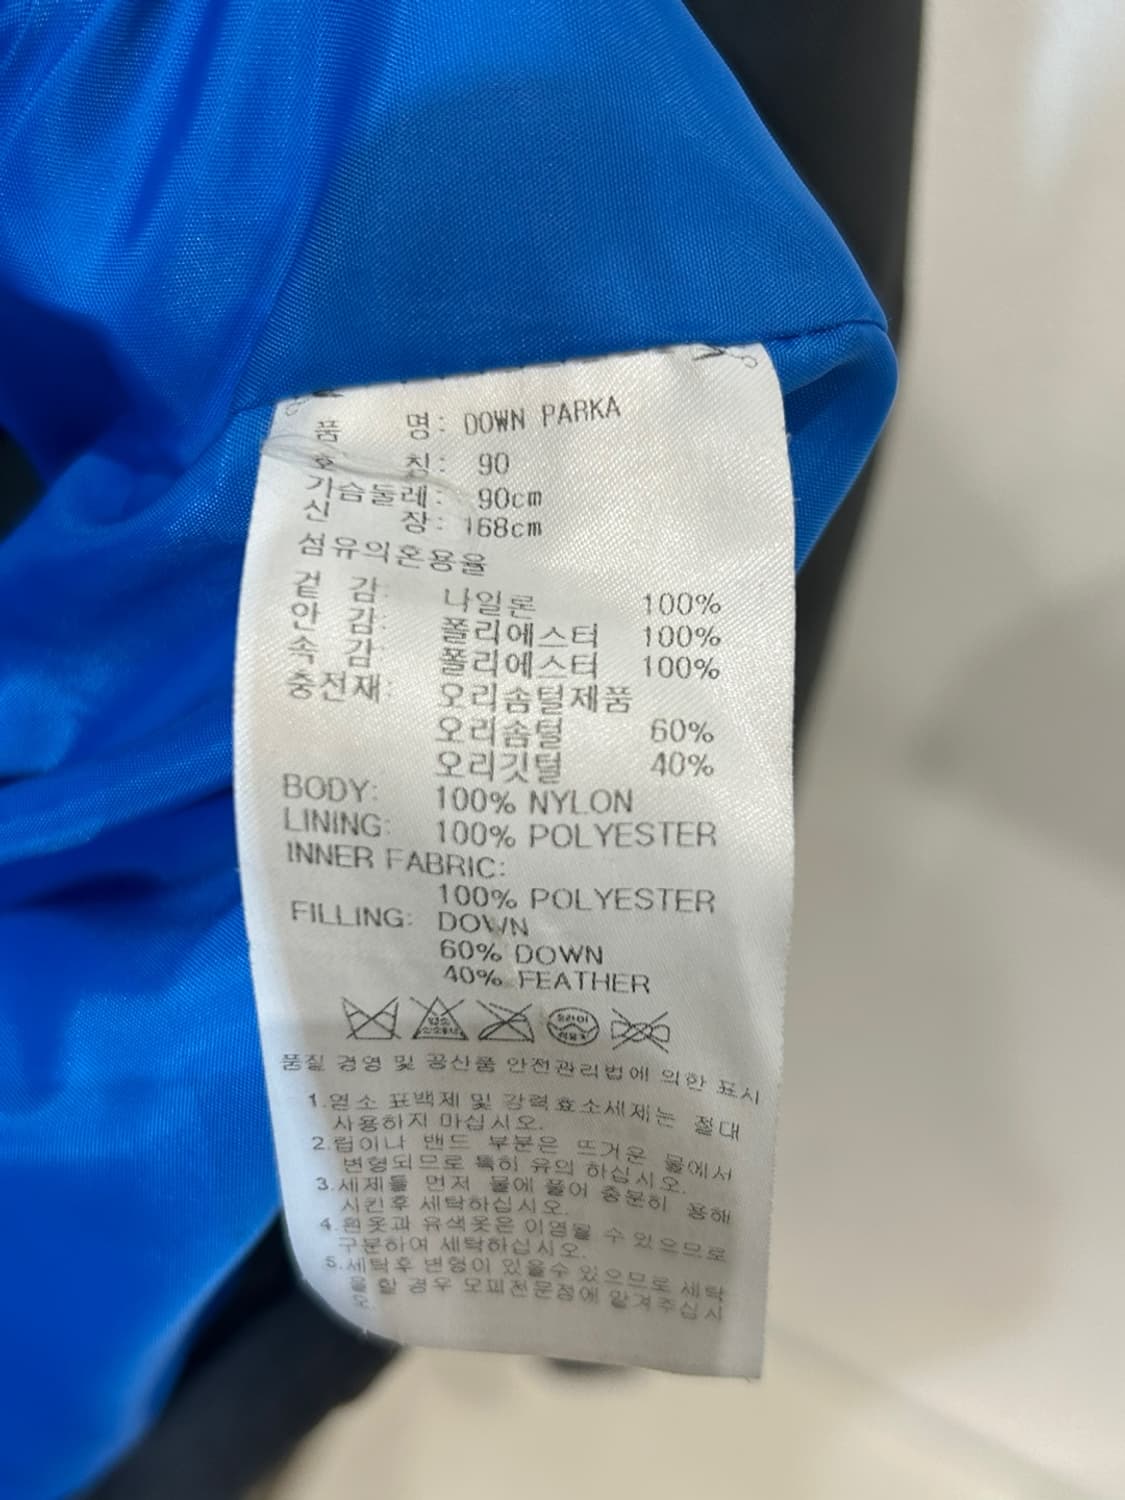 품 명: DOWN PARKA
호 칭: 90
가슴둘레: 90cm
신 장: 168cm
섬유의혼용율
겉 감: 나일론 100%
안 감: 폴리에스터 100%
속 감: 폴리에스터 100%
충전재: 오리솜털제품
오리솜털 60%
오리깃털 40%
BODY: 100% NYLON
LINING: 100% POLYESTER
INNER FABRIC:
100% POLYESTER
FILLING: DOWN
60% DOWN
40% FEATHER
염소 드라이
품질 경영 및 공산품 안전관리법에 의한 표시
1.염소 표백제 및 강력효소세제는 절대
사용하지 마십시오.
2.립이나 밴드 부분은 뜨거운 물에서
변형되므로 특히 유의 하십시오.
3.세제를 먼저 물에 풀어 충분히 용해
시킨후 세탁하십시오.
4.흰옷과 유색옷은 이염될 수 있으므로
구분하여 세탁하십시오.
5.세탁후 변형이 있을수 있으므로 세탁
을 할 경우 모피전문점에 맡겨주십시
오.